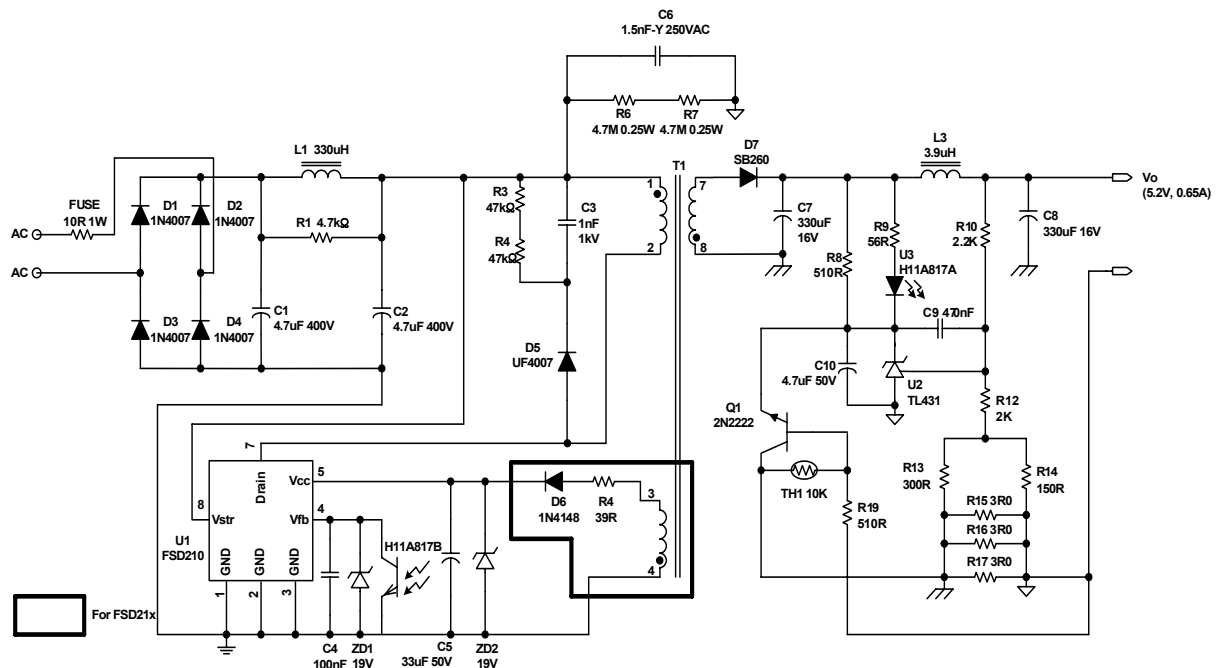 C6
1.5nF-Y 250VAC
R6
R7
4.7M 0.25W
4.7M 0.25W
L1 330uH
D7
SB260
L3
3.9uH
T1
Vo
(5.2V, 0.65A)
FUSE
10R 1W
AC
AC
D1
1N4007
D2
1N4007
R1 4.7kΩ
R3
47kΩ
R4
47kΩ
C3
1nF
1kV
1
2
7
8
C7
330uF
16V
R9
56R
R10
2.2K
C8
330uF 16V
R8
510R
U3
H11A817A
C1
4.7uF 400V
C2
4.7uF 400V
D3
1N4007
D4
1N4007
C9 470nF
D5
UF4007
C10
4.7uF 50V
U2
TL431
R12
2K
Q1
2N2222
7
Drain
5
Vcc
4
Vfb
8
Vstr
U1
FSD210
GND
GND
GND
1
2
3
D6
1N4148
R4
39R
3
4
TH1 10K
R19
510R
R13
300R
R14
150R
R15 3R0
R16 3R0
R17 3R0
H11A817B
For FSD21x
C4
100nF
ZD1
19V
C5
33uF 50V
ZD2
19V